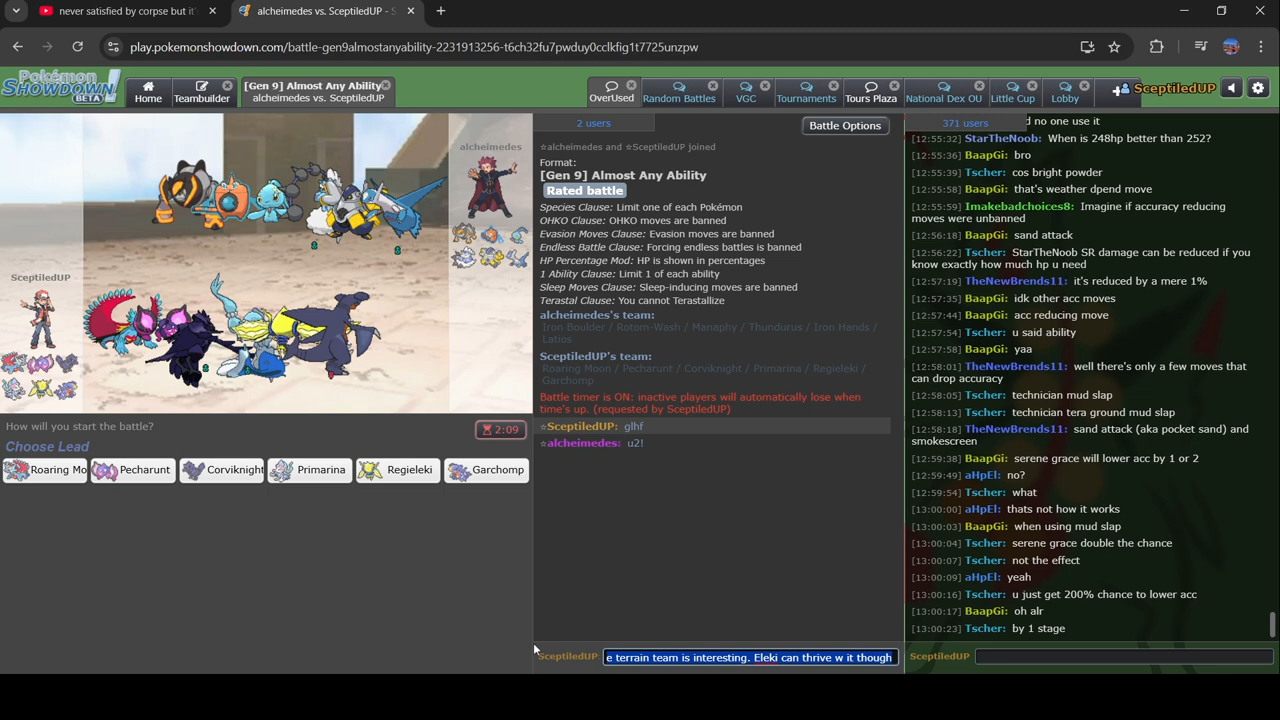 never satisfied by corpse but it'
alcheimedes vs. SceptiledUP - S
play.pokemonshowdown.com/battle-gen9almostanyability-2231913256-t6ch32fu7pwduy0cclkfig1t7725unzpw
Pokémon
SHOWDOWN!
BETA
Home
Teambuilder
[Gen 9] Almost Any Ability
alcheimedes vs. SceptiledUP
OverUsed
Random Battles
VGC
Tournaments
Tours Plaza
National Dex OU
Little Cup
Lobby
SceptiledUP
alcheimedes
SceptiledUP
How will you start the battle?
2:09
Choose Lead
Roaring Mo
Pecharunt
Corviknight
Primarina
Regieleki
Garchomp
2 users
Battle Options
☆alcheimedes and ☆SceptiledUP joined
Format:
[Gen 9] Almost Any Ability
Rated battle
Species Clause: Limit one of each Pokémon
OHKO Clause: OHKO moves are banned
Evasion Moves Clause: Evasion moves are banned
Endless Battle Clause: Forcing endless battles is banned
HP Percentage Mod: HP is shown in percentages
1 Ability Clause: Limit 1 of each ability
Sleep Moves Clause: Sleep-inducing moves are banned
Terastal Clause: You cannot Terastallize
alcheimedes's team:
Iron Boulder / Rotom-Wash / Manaphy / Thundurus / Iron Hands /
Latios
SceptiledUP's team:
Roaring Moon / Pecharunt / Corviknight / Primarina / Regieleki /
Garchomp
Battle timer is ON: inactive players will automatically lose when
time's up. (requested by SceptiledUP)
☆SceptiledUP: glhf
☆alcheimedes: u2!
SceptiledUP: e terrain team is interesting. Eleki can thrive w it though
371 users
d no one use it
[12:55:32] StarTheNoob: When is 248hp better than 252?
[12:55:36] BaapGi: bro
[12:55:39] Tscher: cos bright powder
[12:55:58] BaapGi: that's weather dpend move
[12:55:59] Imakebadchoices8: Imagine if accuracy reducing
moves were unbanned
[12:56:18] BaapGi: sand attack
[12:56:22] Tscher: StarTheNoob SR damage can be reduced if you
know exactly how much hp u need
[12:57:19] TheNewBrends11: it's reduced by a mere 1%
[12:57:35] BaapGi: idk other acc moves
[12:57:44] BaapGi: acc reducing move
[12:57:54] Tscher: u said ability
[12:57:58] BaapGi: yaa
[12:58:01] TheNewBrends11: well there's only a few moves that
can drop accuracy
[12:58:05] Tscher: technician mud slap
[12:58:13] Tscher: technician tera ground mud slap
[12:58:18] TheNewBrends11: sand attack (aka pocket sand) and
smokescreen
[12:59:38] BaapGi: serene grace will lower acc by 1 or 2
[12:59:49] aHpEl: no?
[12:59:54] Tscher: what
[13:00:00] aHpEl: thats not how it works
[13:00:03] BaapGi: when using mud slap
[13:00:04] Tscher: serene grace double the chance
[13:00:07] Tscher: not the effect
[13:00:09] aHpEl: yeah
[13:00:16] Tscher: u just get 200% chance to lower acc
[13:00:17] BaapGi: oh alr
[13:00:23] Tscher: by 1 stage
SceptiledUP: